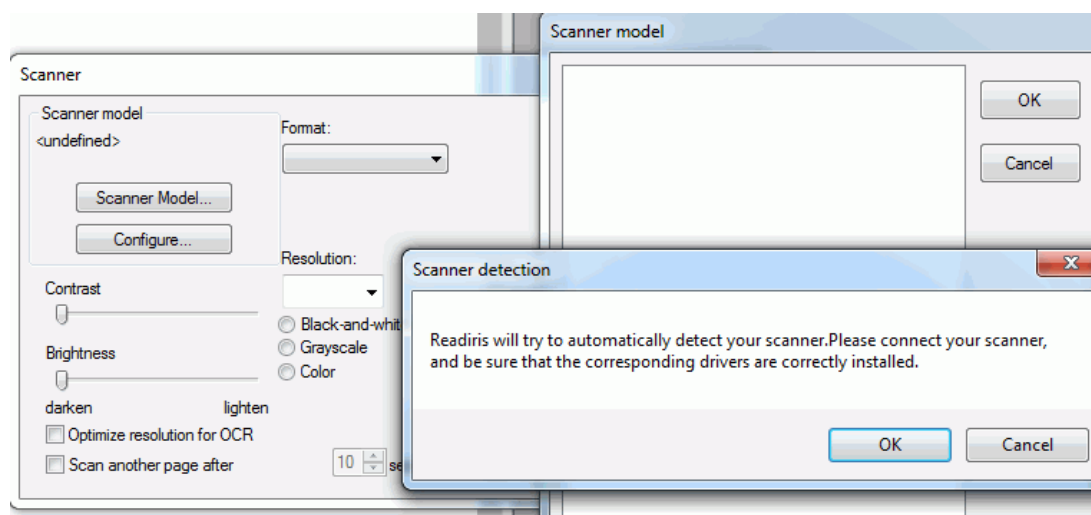 Scanner model
Scanner
Scanner model
<undefined>
Format:
Scanner Model...
Configure...
Resolution:
Contrast
Black-and-whit
Grayscale
Color
Brightness
darken lighten
Optimize resolution for OCR
Scan another page after 10 se
OK
Cancel
Scanner detection
Readiris will try to automatically detect your scanner.Please connect your scanner,
and be sure that the corresponding drivers are correctly installed.
OK Cancel